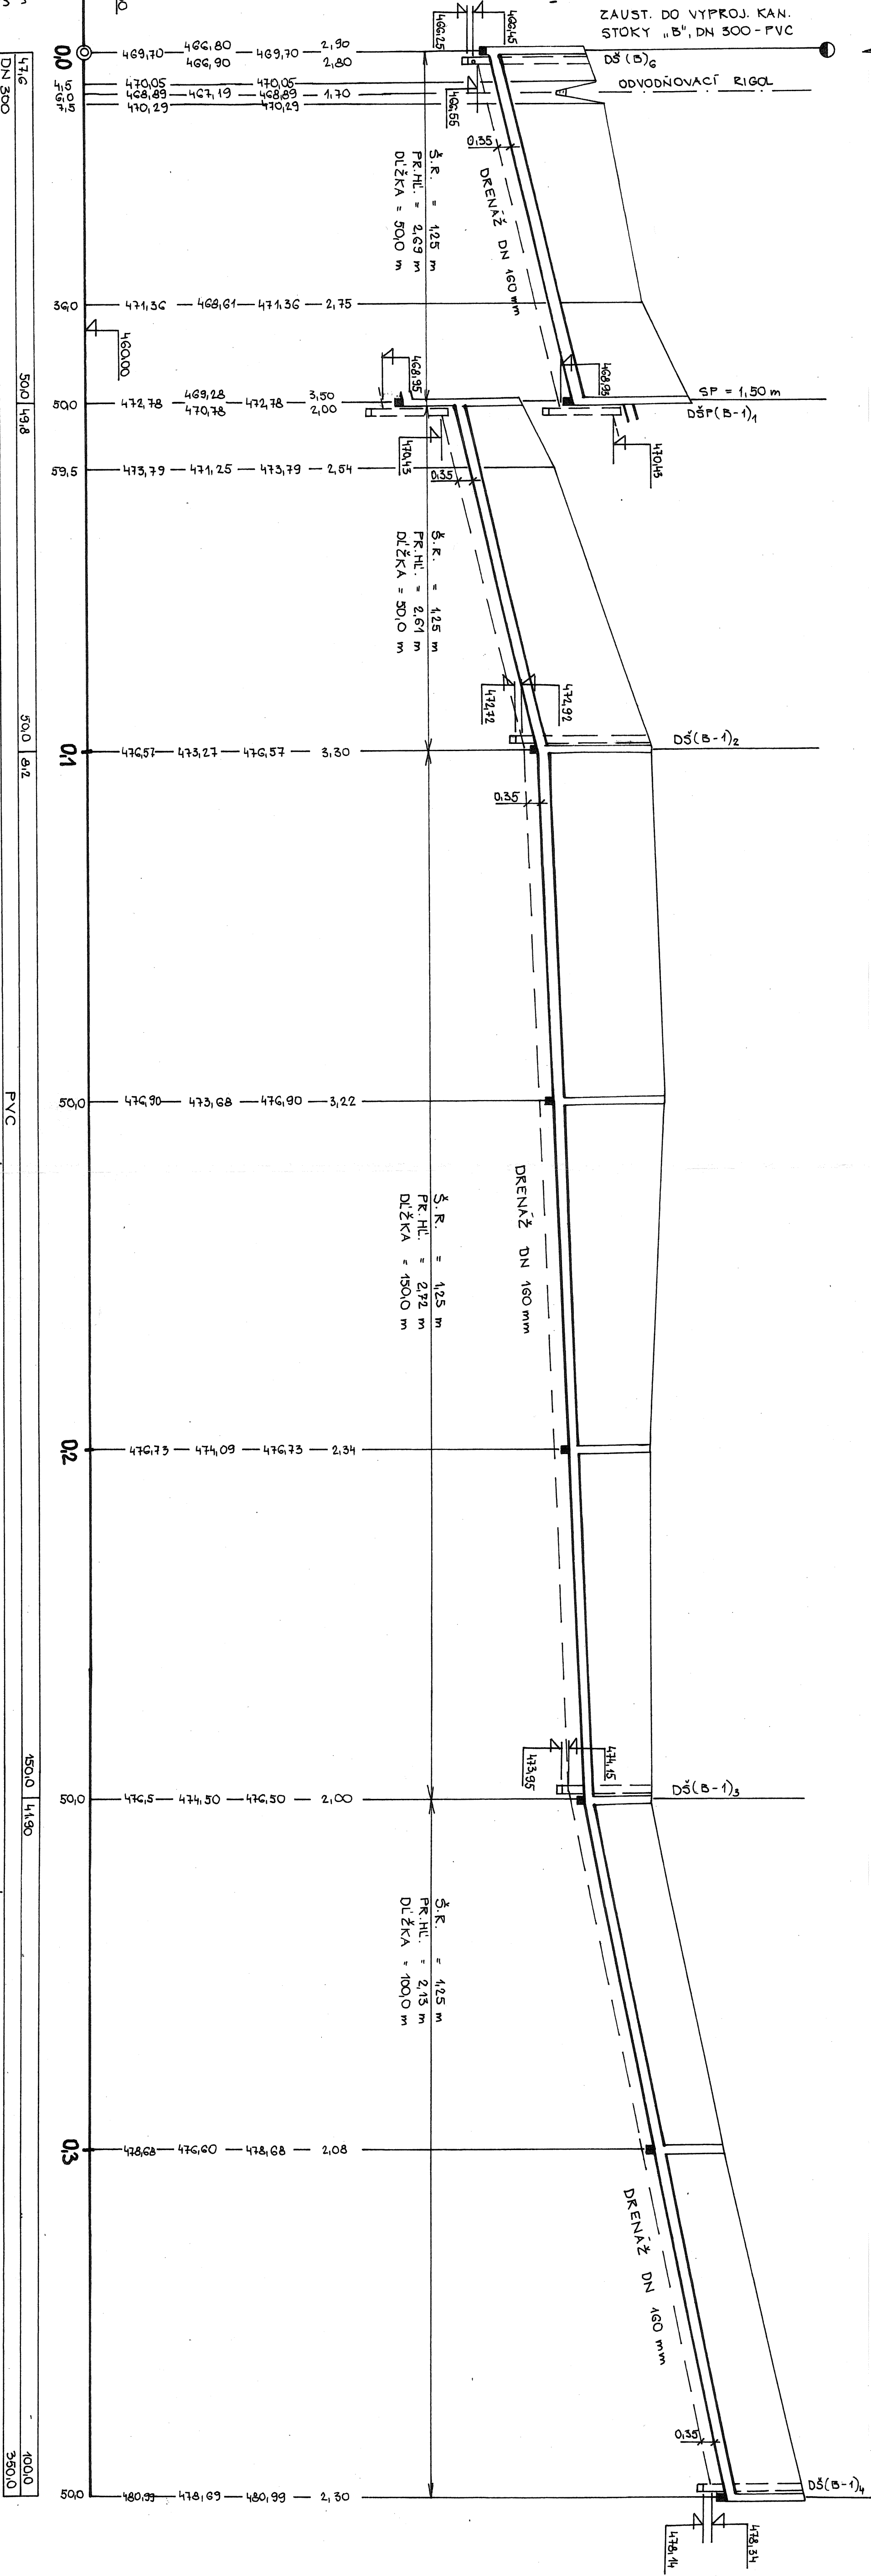 ZAUST. DO VYPROJ. KAN.
STOKY „B", DN 300-PVC
DŠ (B)6
ODVODŇOVACÍ RIGOL
466,25
466,45
0,0 469,70 466,80 469,70 2,90
466,90 2,80
4,5 470,05 470,05
6,0 468,89 — 467,19 — 468,89 — 1,70
7,5 470,29 470,29
466,55
0,35
DRENÁŽ DN 160 mm
Š.R. = 1,25 m
PR.HĹ. = 2,69 m
DĹŽKA = 50,0 m
36,0 471,36 — 468,61 — 471,36 — 2,75
460,00
468,95
468,95
SP = 1,50 m
DŠP(B-1)1
50,0 472,78 469,28 472,78 3,50
470,78 2,00
470,43
470,43
59,5 473,79 — 471,25 — 473,79 — 2,54
0,35
Š.R. = 1,25 m
PR.HĹ. = 2,61 m
DĹŽKA = 50,0 m
472,72
472,92
DŠ(B-1)2
0,1 476,57 — 473,27 — 476,57 — 3,30
0,35
50,0 476,90 — 473,68 — 476,90 — 3,22
DRENÁŽ DN 160 mm
Š.R. = 1,25 m
PR.HĹ. = 2,72 m
DĹŽKA = 150,0 m
0,2 476,73 — 474,09 — 476,73 — 2,34
473,95
474,15
DŠ(B-1)3
50,0 476,5 — 474,50 — 476,50 — 2,00
Š.R. = 1,25 m
PR.HĹ. = 2,13 m
DĹŽKA = 100,0 m
0,3 478,68 — 476,60 — 478,68 — 2,08
DRENÁŽ DN 160 mm
0,35
DŠ(B-1)4
50,0 480,99 — 478,69 — 480,99 — 2,30
478,14
478,34
47,6 50,0 49,8 50,0 8,2 150,0 41,90 100,0
DN 300 PVC 350,0